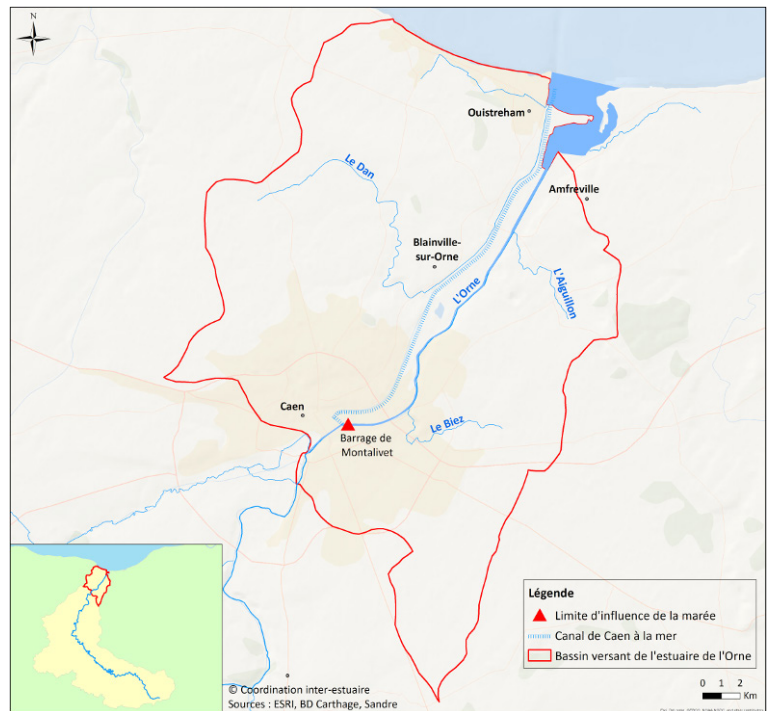 N
Ouistreham
Le Dan
Amfreville
Blainville-
sur-Orne
L'Orne
L'Aiguillon
Caen
Le Biez
Barrage de
Montalivet
Légende
Limite d'influence de la marée
Canal de Caen à la mer
Bassin versant de l'estuaire de l'Orne
© Coordination inter-estuaire
Sources : ESRI, BD Carthage, Sandre
0 1 2
Km